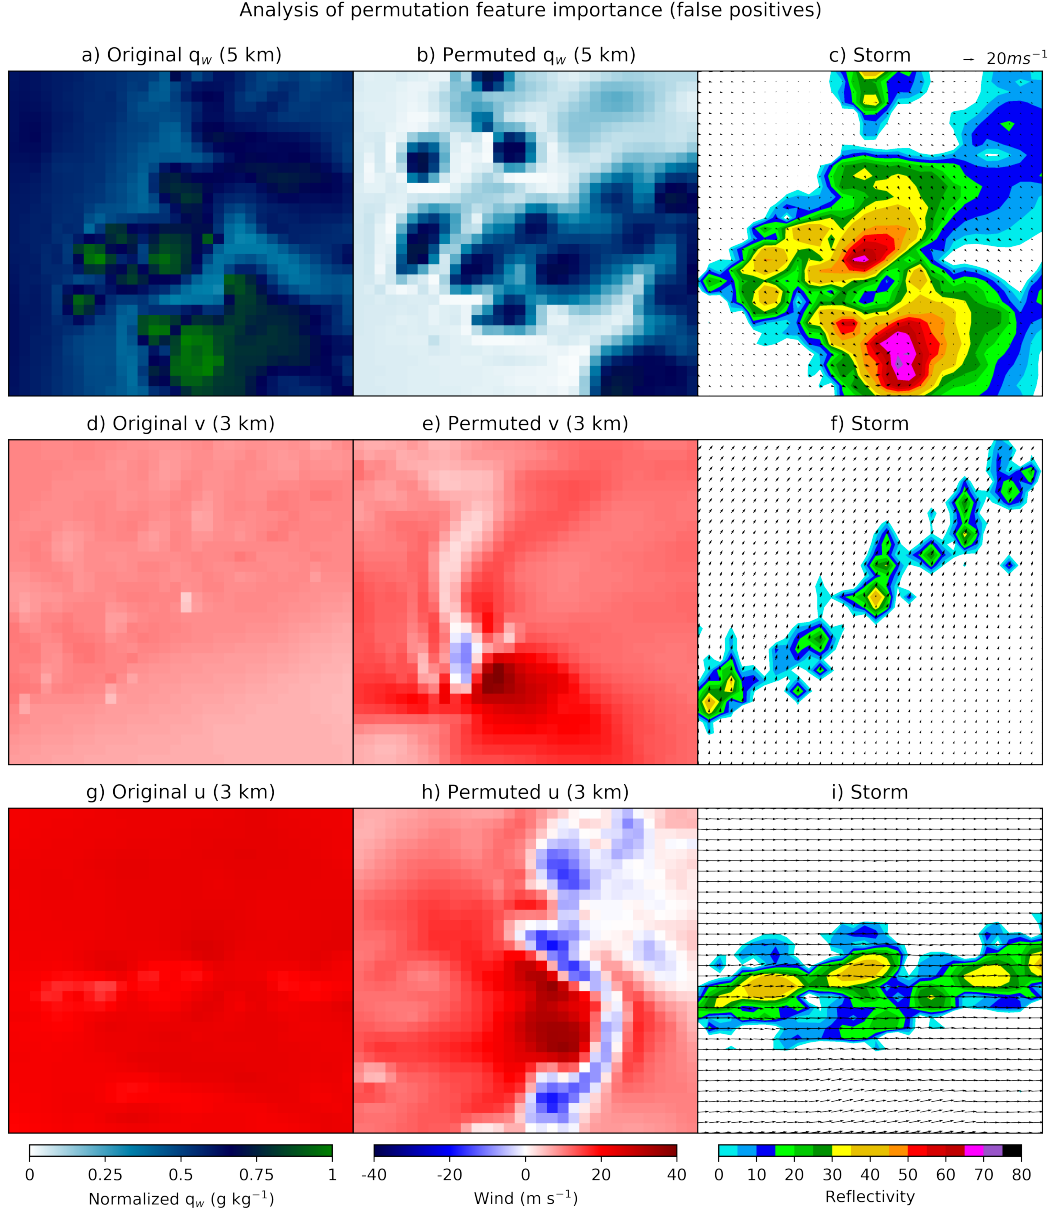 Analysis of permutation feature importance (false positives)
a) Original q_w (5 km)
b) Permuted q_w (5 km)
c) Storm
→ 20ms⁻¹
d) Original v (3 km)
e) Permuted v (3 km)
f) Storm
g) Original u (3 km)
h) Permuted u (3 km)
i) Storm
0 0.25 0.5 0.75 1
Normalized q_w (g kg⁻¹)
-40 -20 0 20 40
Wind (m s⁻¹)
0 10 20 30 40 50 60 70 80
Reflectivity